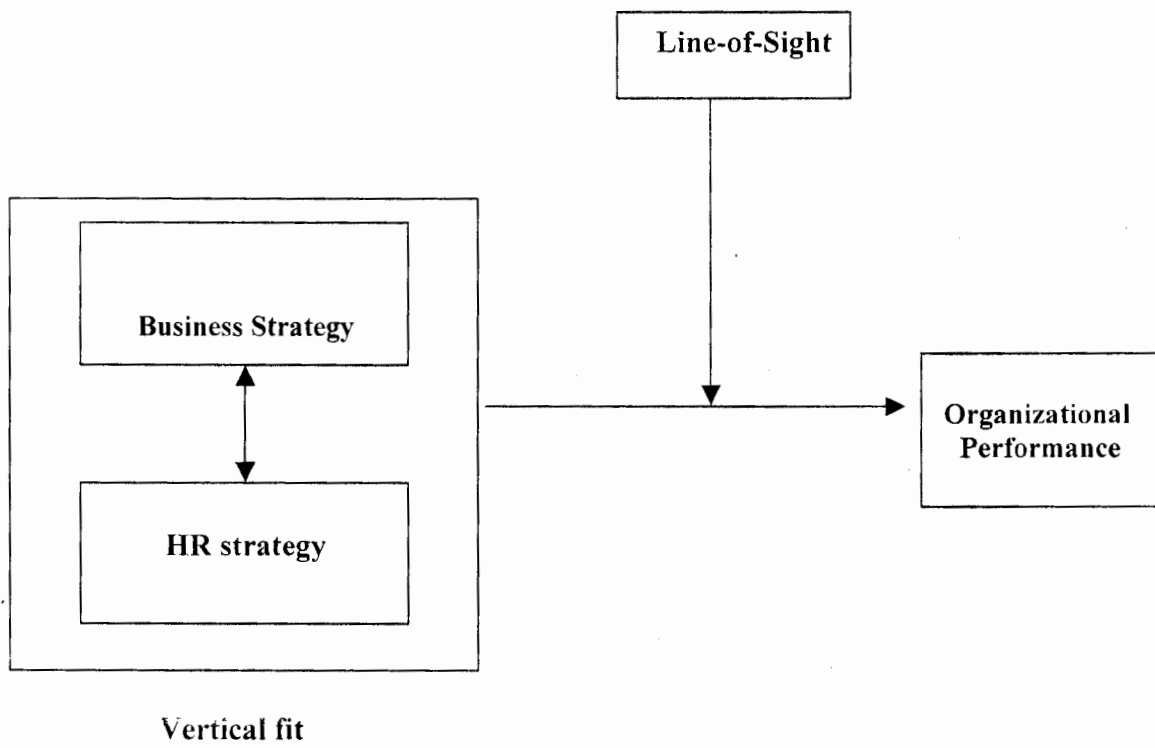 Line-of-Sight
Business Strategy
HR strategy
Organizational
Performance
Vertical fit